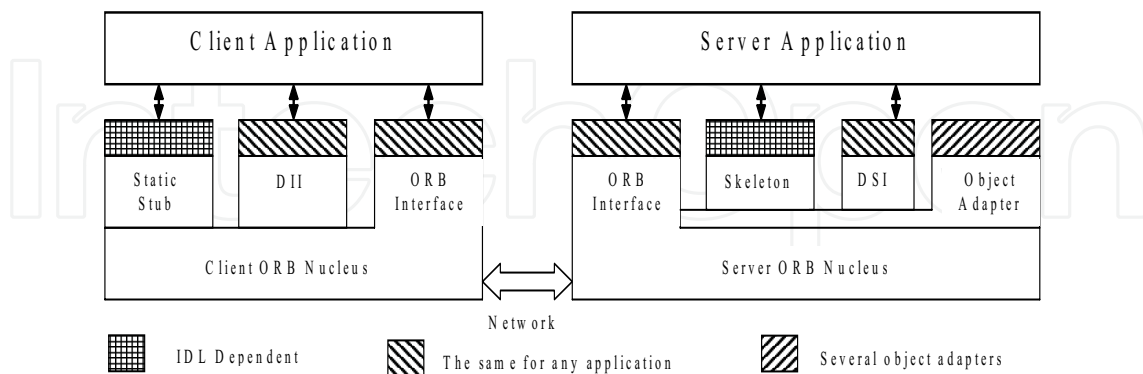 Client Application
Server Application
Static
Stub
DII
ORB
Interface
ORB
Interface
Skeleton
DSI
Object
Adapter
Client ORB Nucleus
Server ORB Nucleus
Network
IDL Dependent
The same for any application
Several object adapters
IntechOpen